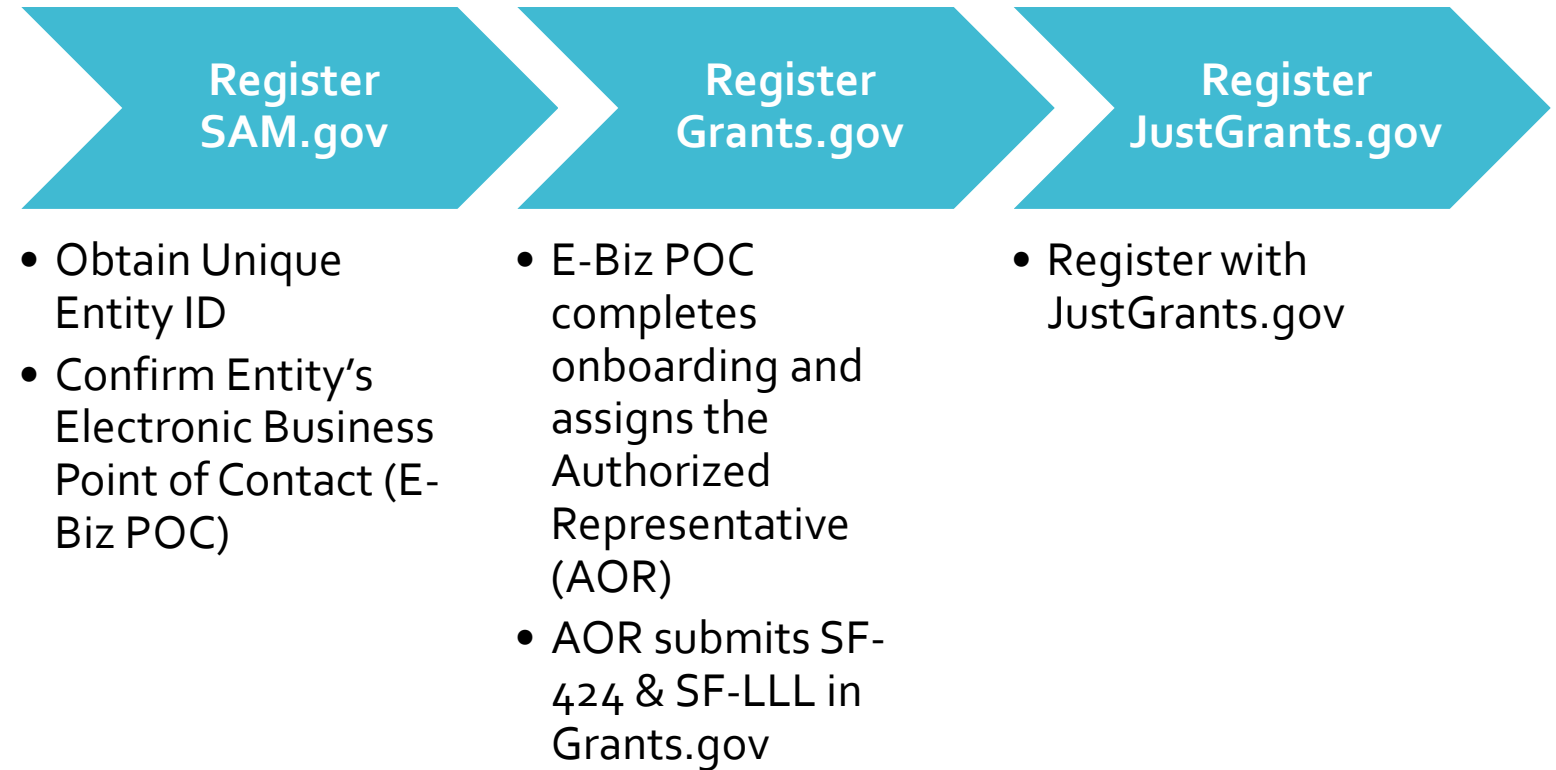 Register
SAM.gov
• Obtain Unique
Entity ID
• Confirm Entity’s
Electronic Business
Point of Contact (E-
Biz POC)
Register
Grants.gov
• E-Biz POC
completes
onboarding and
assigns the
Authorized
Representative
(AOR)
• AOR submits SF-
424 & SF-LLL in
Grants.gov
Register
JustGrants.gov
• Register with
JustGrants.gov